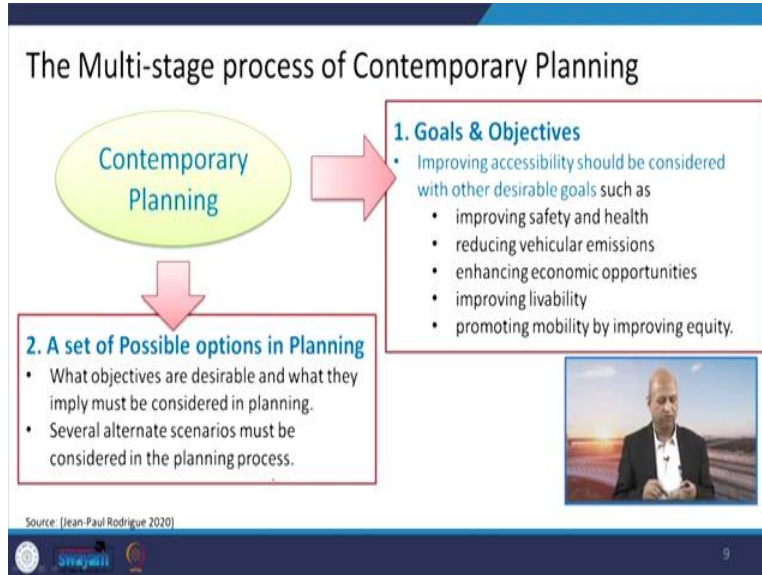 The Multi-stage process of Contemporary Planning
Contemporary
Planning
1. Goals & Objectives
• Improving accessibility should be considered
with other desirable goals such as
• improving safety and health
• reducing vehicular emissions
• enhancing economic opportunities
• improving livability
• promoting mobility by improving equity.
2. A set of Possible options in Planning
• What objectives are desirable and what they
imply must be considered in planning.
• Several alternate scenarios must be
considered in the planning process.
Source: (Jean-Paul Rodrigue 2020)
swayam
9